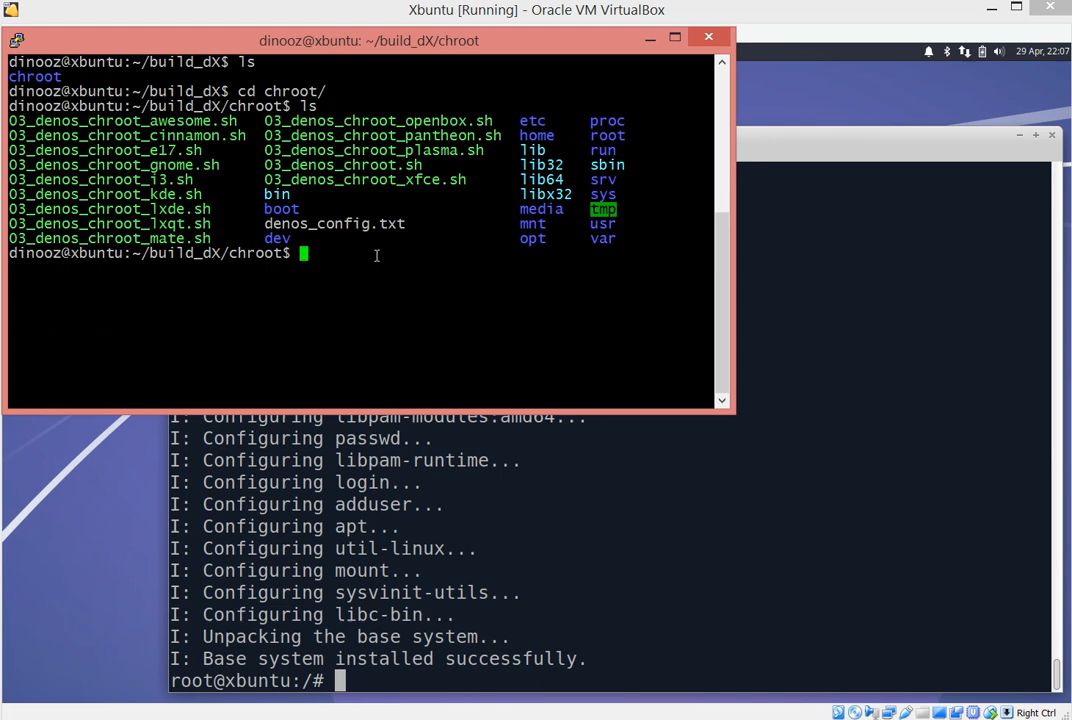 Xbuntu [Running] - Oracle VM VirtualBox
dinooz@xbuntu: ~/build_dX/chroot
29 Apr, 22:07
dinooz@xbuntu:~/build_dX$ ls
chroot
dinooz@xbuntu:~/build_dX$ cd chroot/
dinooz@xbuntu:~/build_dX/chroot$ ls
03_denos_chroot_awesome.sh 03_denos_chroot_openbox.sh etc proc
03_denos_chroot_cinnamon.sh 03_denos_chroot_pantheon.sh home root
03_denos_chroot_e17.sh 03_denos_chroot_plasma.sh lib run
03_denos_chroot_gnome.sh 03_denos_chroot.sh lib32 sbin
03_denos_chroot_i3.sh 03_denos_chroot_xfce.sh lib64 srv
03_denos_chroot_kde.sh bin libx32 sys
03_denos_chroot_lxde.sh boot media tmp
03_denos_chroot_lxqt.sh denos_config.txt mnt usr
03_denos_chroot_mate.sh dev opt var
dinooz@xbuntu:~/build_dX/chroot$
I: Configuring libpam-modules:amd64...
I: Configuring passwd...
I: Configuring libpam-runtime...
I: Configuring login...
I: Configuring adduser...
I: Configuring apt...
I: Configuring util-linux...
I: Configuring mount...
I: Configuring sysvinit-utils...
I: Configuring libc-bin...
I: Unpacking the base system...
I: Base system installed successfully.
root@xbuntu:/#
Right Ctrl